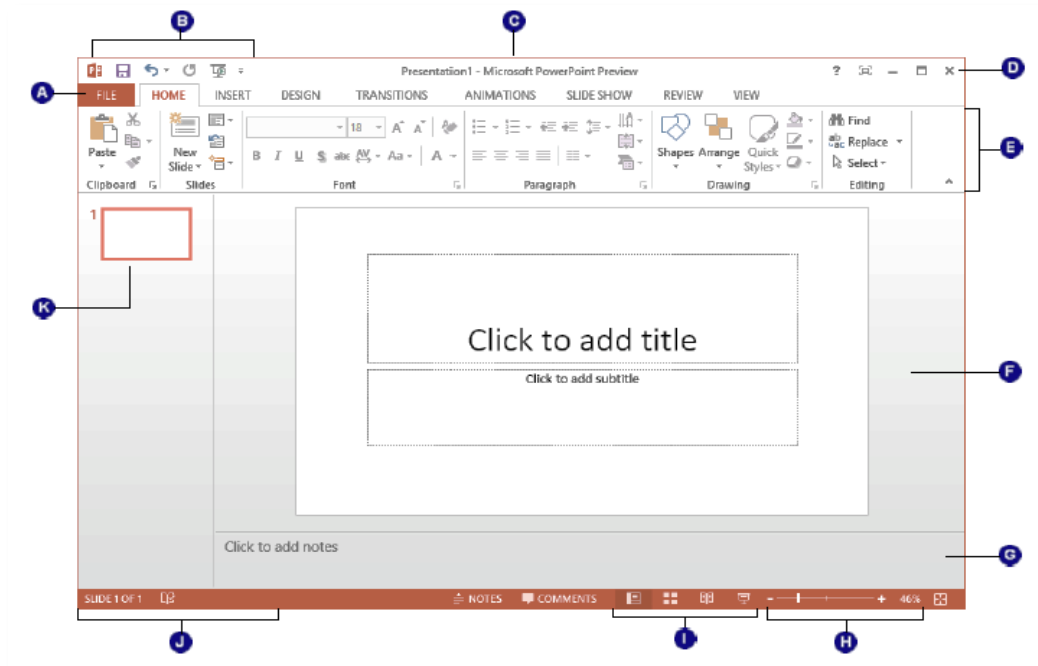 B
C
Presentation1 - Microsoft PowerPoint Preview
?
D
A
FILE HOME INSERT DESIGN TRANSITIONS ANIMATIONS SLIDE SHOW REVIEW VIEW
Paste
New
Slide
18
A A
B I U S abc AV Aa A
Shapes Arrange Quick
Styles
Find
Replace
Select
E
Clipboard Slides Font Paragraph Drawing Editing
1
K
Click to add title
Click to add subtitle
F
Click to add notes
G
SLIDE 1 OF 1 NOTES COMMENTS - + 46%
J
I
H